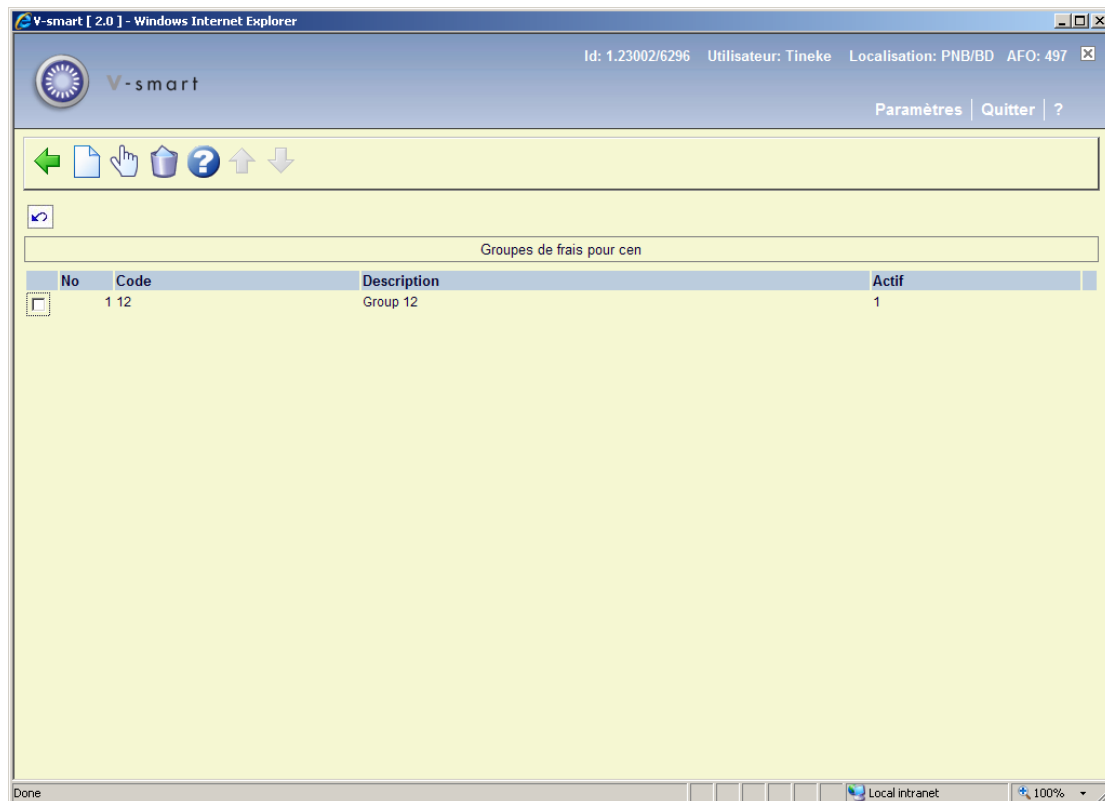 V-smart [ 2.0 ] - Windows Internet Explorer
Id: 1.23002/6296 Utilisateur: Tineke Localisation: PNB/BD AFO: 497
V-smart
Paramètres Quitter ?
Groupes de frais pour cen
No Code Description Actif
1 12 Group 12 1
Done Local intranet 100%